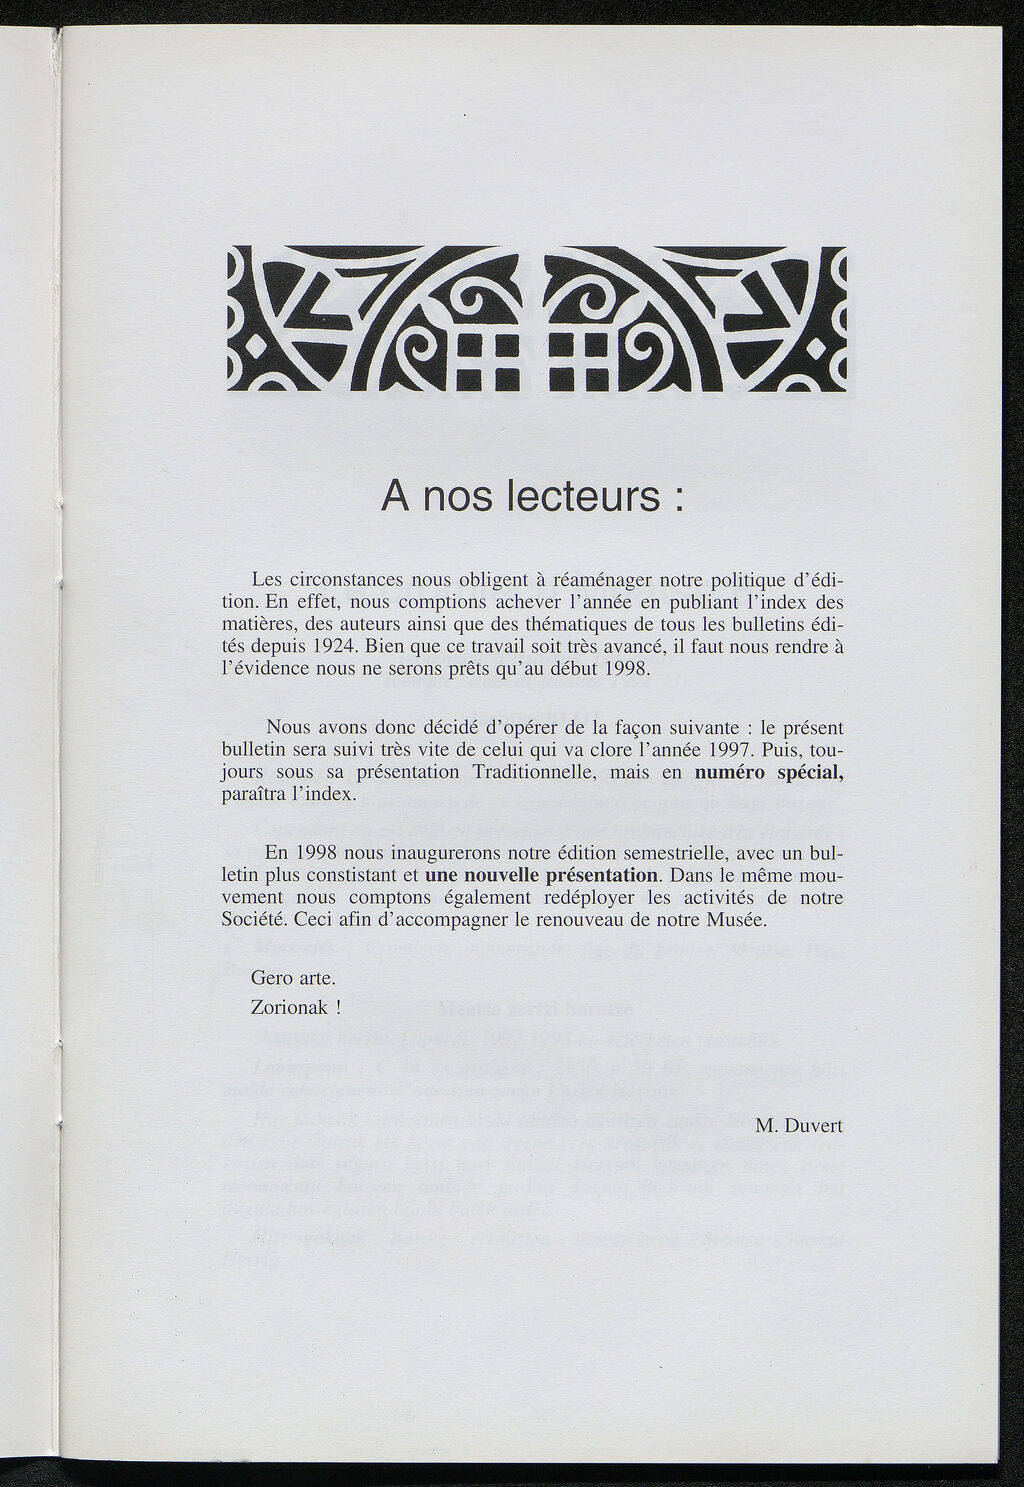 A nos lecteurs :
Les circonstances nous obligent à réaménager notre politique d'édi-
tion. En effet, nous comptions achever l'année en publiant l'index des
matières, des auteurs ainsi que des thématiques de tous les bulletins édi-
tés depuis 1924. Bien que ce travail soit très avancé, il faut nous rendre à
l'évidence nous ne serons prêts qu'au début 1998.
Nous avons donc décidé d'opérer de la façon suivante : le présent
bulletin sera suivi très vite de celui qui va clore l'année 1997. Puis, tou-
jours sous sa présentation Traditionnelle, mais en numéro spécial,
paraîtra l'index.
En 1998 nous inaugurerons notre édition semestrielle, avec un bul-
letin plus constistant et une nouvelle présentation. Dans le même mou-
vement nous comptons également redéployer les activités de notre
Société. Ceci afin d'accompagner le renouveau de notre Musée.
Gero arte.
Zorionak !
M. Duvert